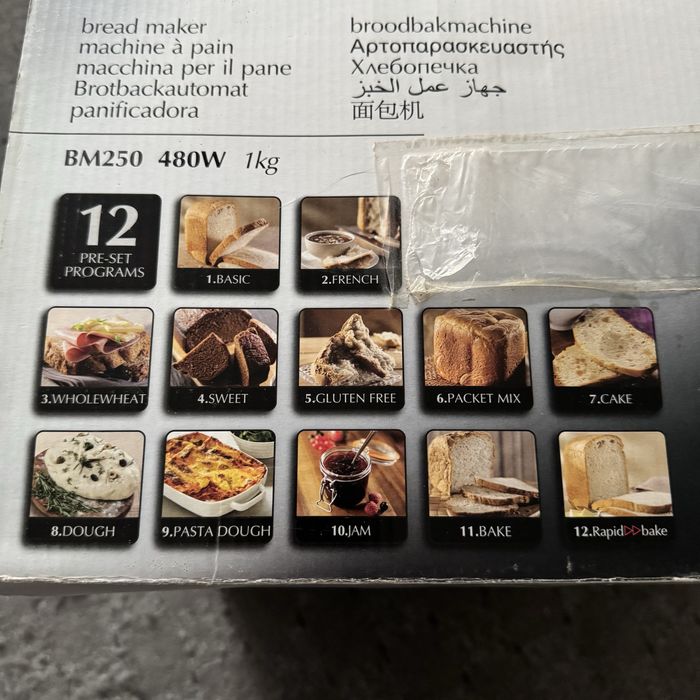 bread maker
machine à pain
macchina per il pane
Brotbackautomat
panificadora
broodbakmachine
Αρτοπαρασκευαστής
Хлебопечка
جهاز عمل الخبز
面包机
BM250 480W 1kg
12
PRE-SET
PROGRAMS
1.BASIC
2.FRENCH
3.WHOLEWHEAT
4.SWEET
5.GLUTEN FREE
6.PACKET MIX
7.CAKE
8.DOUGH
9.PASTA DOUGH
10.JAM
11.BAKE
12.Rapid▷▷bake